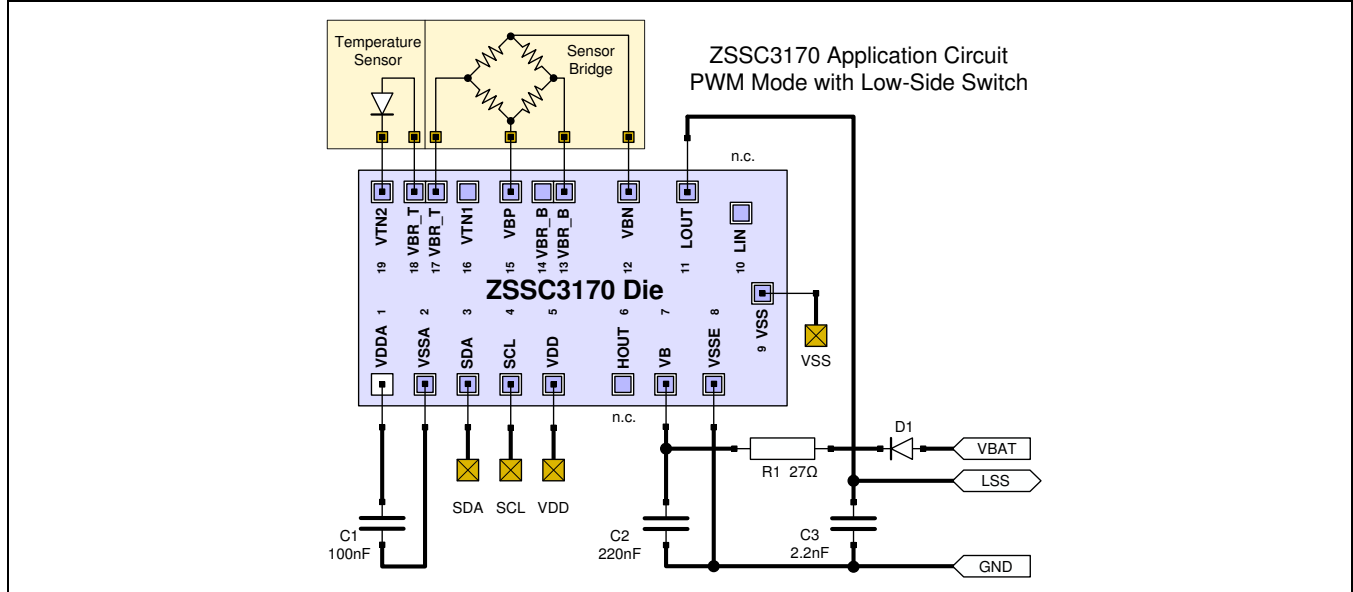 Temperature
Sensor
Sensor
Bridge
ZSSC3170 Application Circuit
PWM Mode with Low-Side Switch
n.c.
VTN2
VBR_T
VBR_T
VTN1
VBP
VBR_B
VBR_B
VBN
LOUT
LIN
19
18
17
16
15
14
13
12
11
10
ZSSC3170 Die
1
2
3
4
5
6
7
8
9
VSS
VDDA
VSSA
SDA
SCL
VDD
HOUT
VB
VSSE
VSS
n.c.
D1
VBAT
R1 27Ω
LSS
SDA
SCL
VDD
C1
100nF
C2
220nF
C3
2.2nF
GND